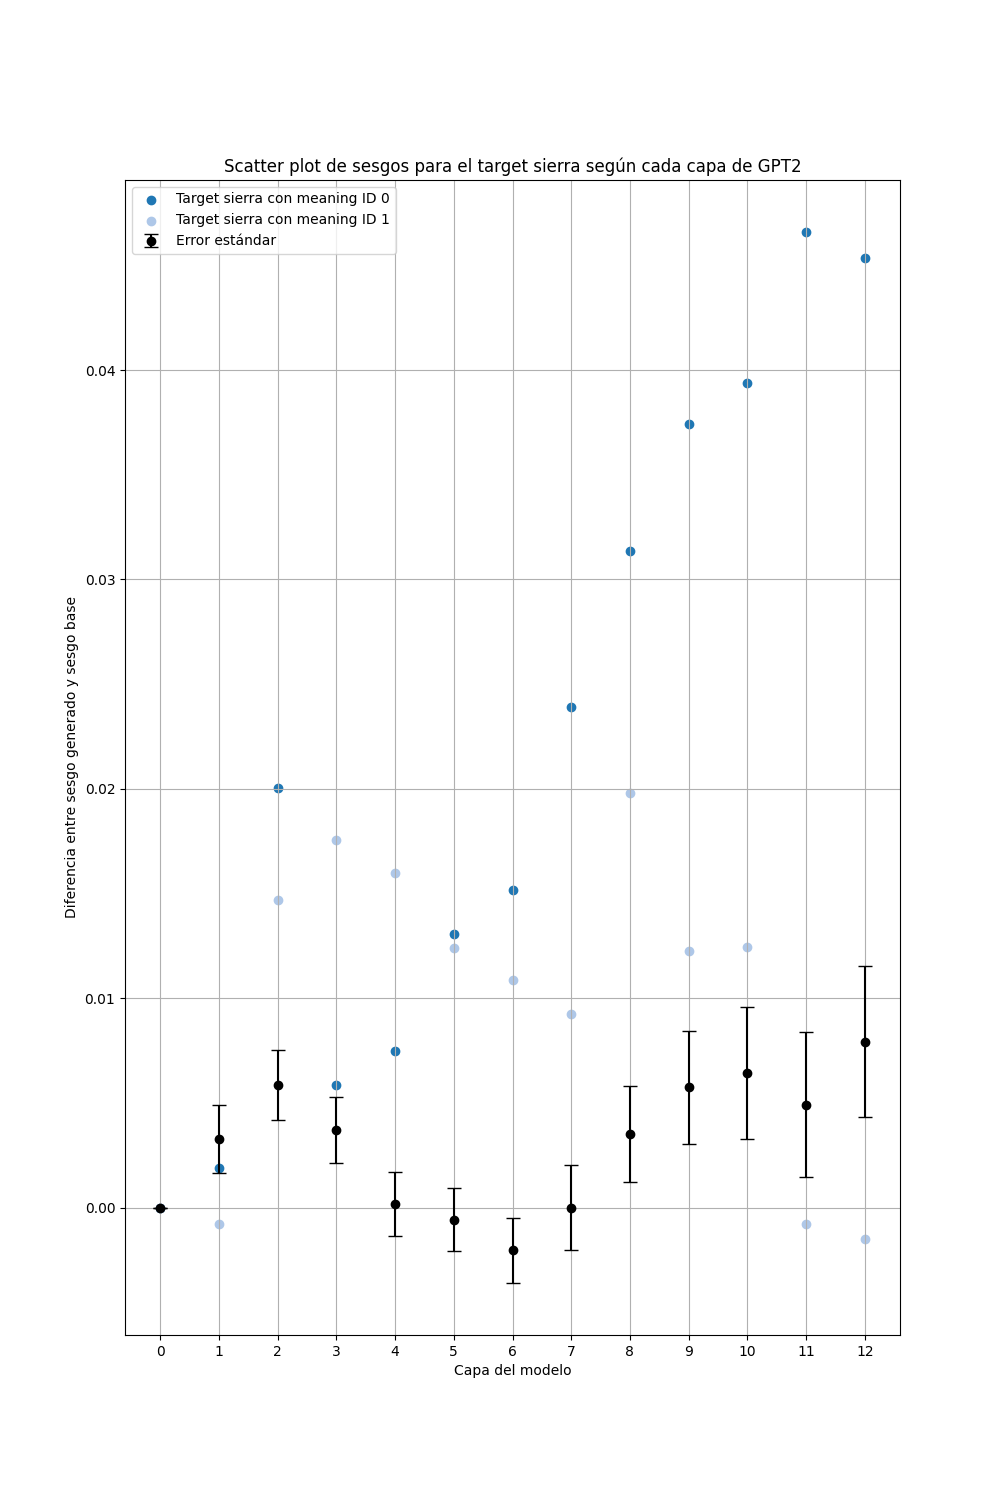 Scatter plot de sesgos para el target sierra según cada capa de GPT2
Target sierra con meaning ID 0
Target sierra con meaning ID 1
Error estándar
Diferencia entre sesgo generado y sesgo base
0.04
0.03
0.02
0.01
0.00
0 1 2 3 4 5 6 7 8 9 10 11 12
Capa del modelo